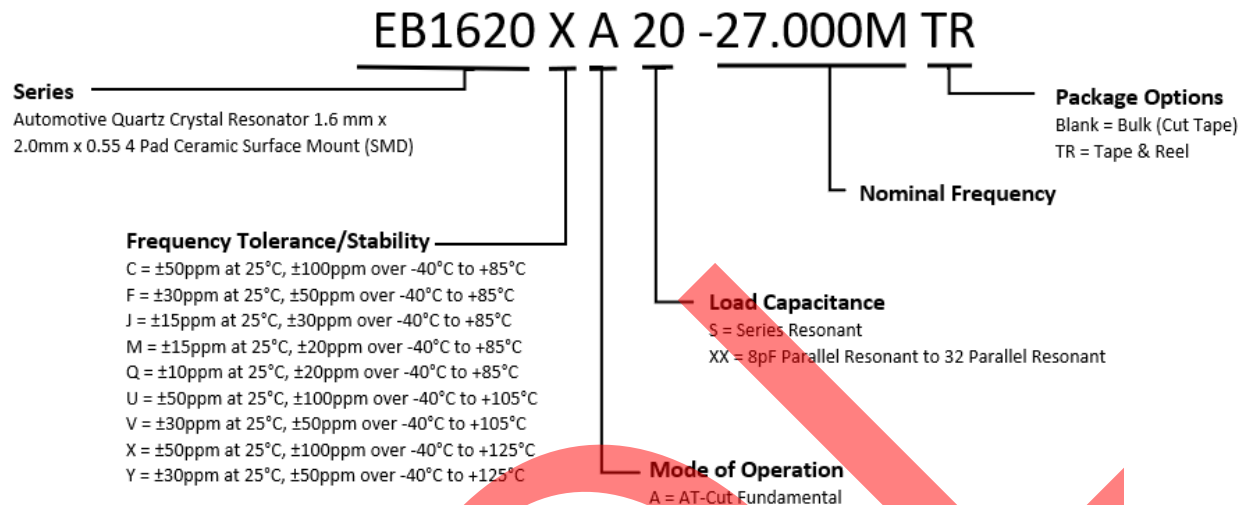 EB1620 X A 20 -27.000M TR
Series
Automotive Quartz Crystal Resonator 1.6 mm x
2.0mm x 0.55 4 Pad Ceramic Surface Mount (SMD)
Package Options
Blank = Bulk (Cut Tape)
TR = Tape & Reel
Nominal Frequency
Frequency Tolerance/Stability
C = ±50ppm at 25°C, ±100ppm over -40°C to +85°C
F = ±30ppm at 25°C, ±50ppm over -40°C to +85°C
J = ±15ppm at 25°C, ±30ppm over -40°C to +85°C
M = ±15ppm at 25°C, ±20ppm over -40°C to +85°C
Q = ±10ppm at 25°C, ±20ppm over -40°C to +85°C
U = ±50ppm at 25°C, ±100ppm over -40°C to +105°C
V = ±30ppm at 25°C, ±50ppm over -40°C to +105°C
X = ±50ppm at 25°C, ±100ppm over -40°C to +125°C
Y = ±30ppm at 25°C, ±50ppm over -40°C to +125°C
Load Capacitance
S = Series Resonant
XX = 8pF Parallel Resonant to 32 Parallel Resonant
Mode of Operation
A = AT-Cut Fundamental